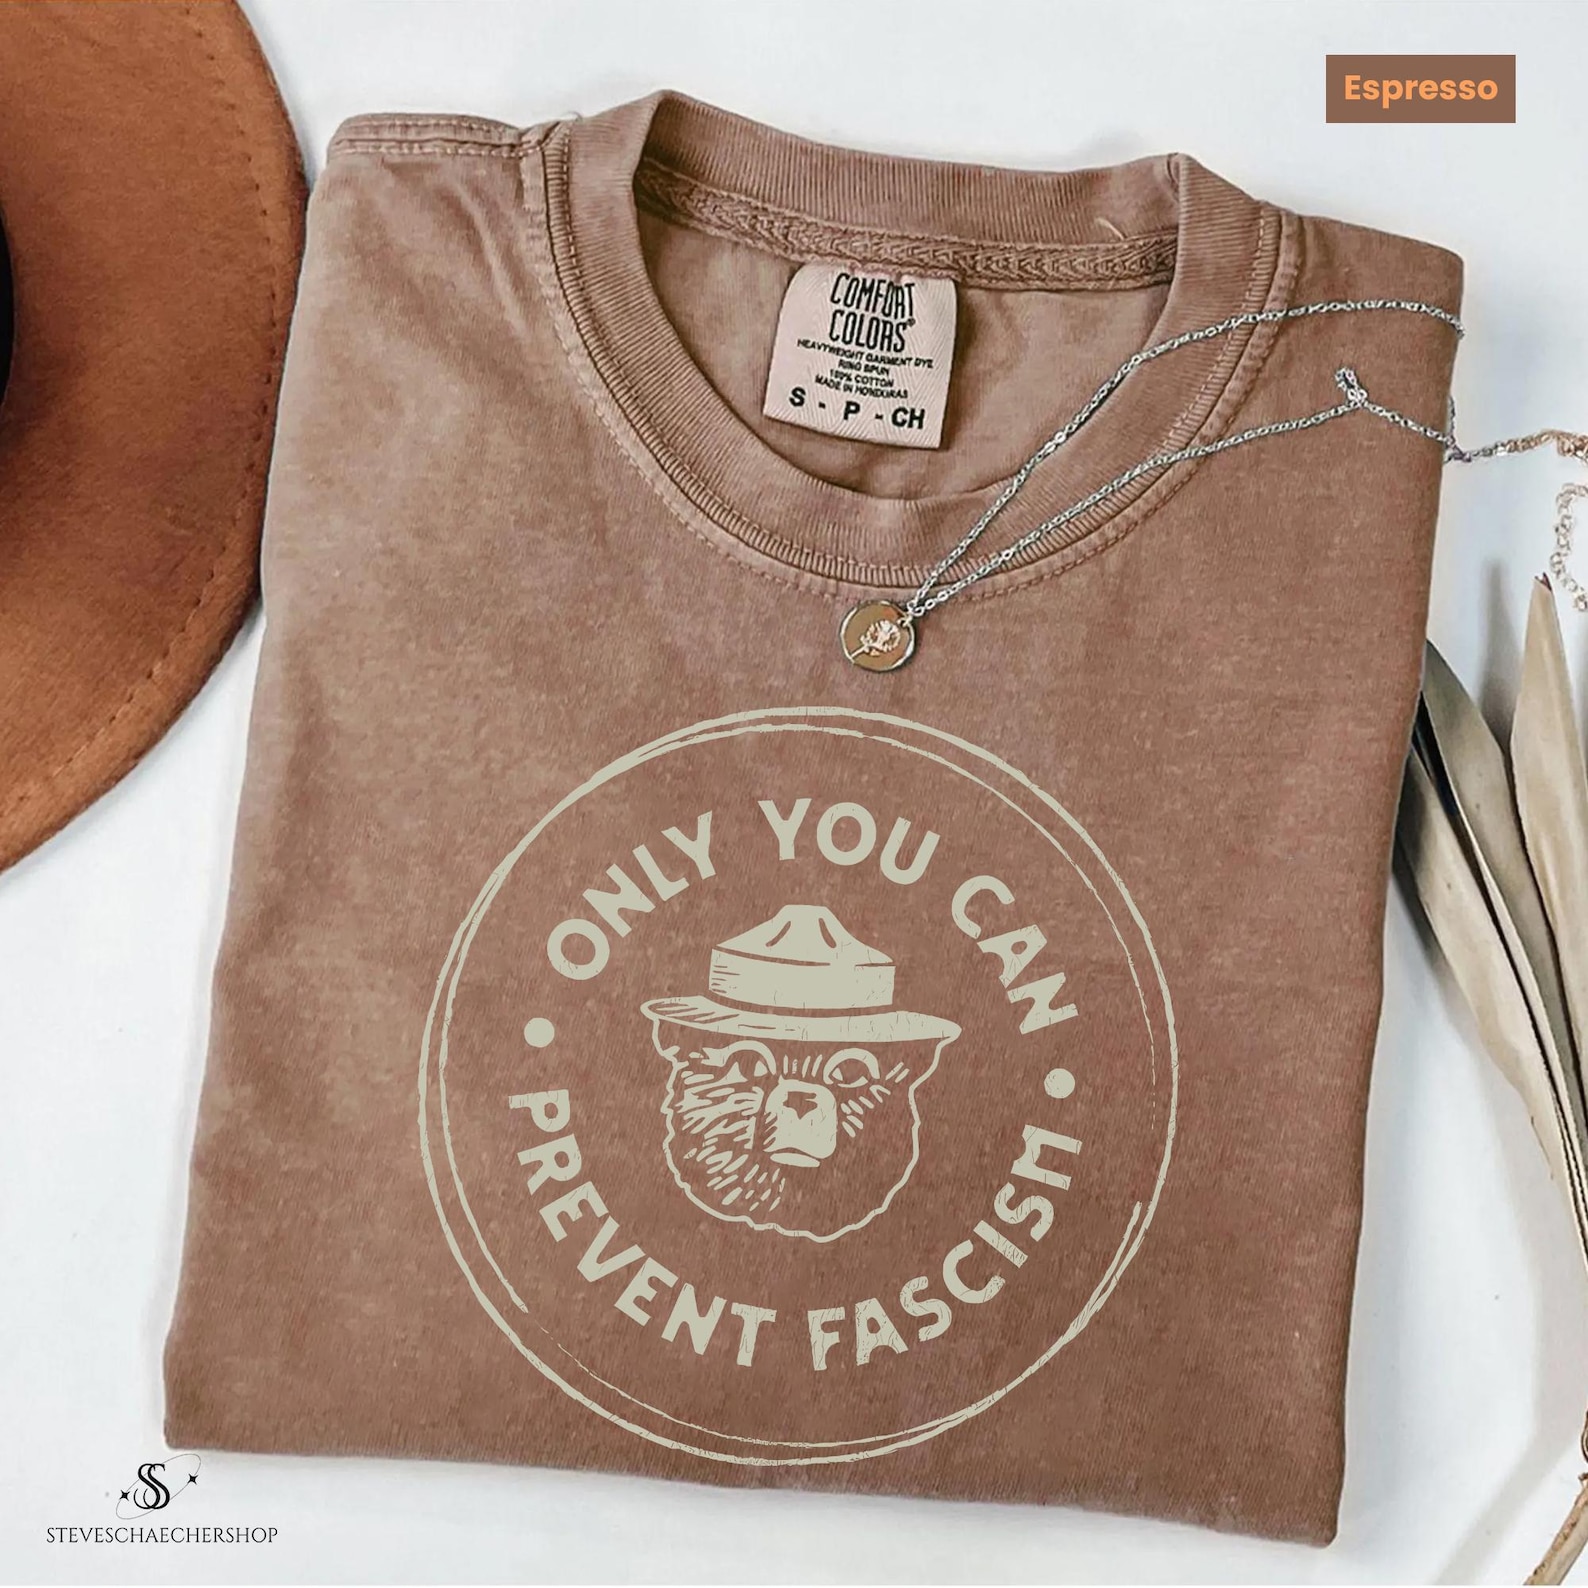 Espresso
COMFORT
COLORS®
HEAVYWEIGHT GARMENT DYE
RING SPUN
100% COTTON
MADE IN HONDURAS
S - P - CH
ONLY YOU CAN
• PREVENT FASCISM •
SS
STEVESCHAECHERSHOP